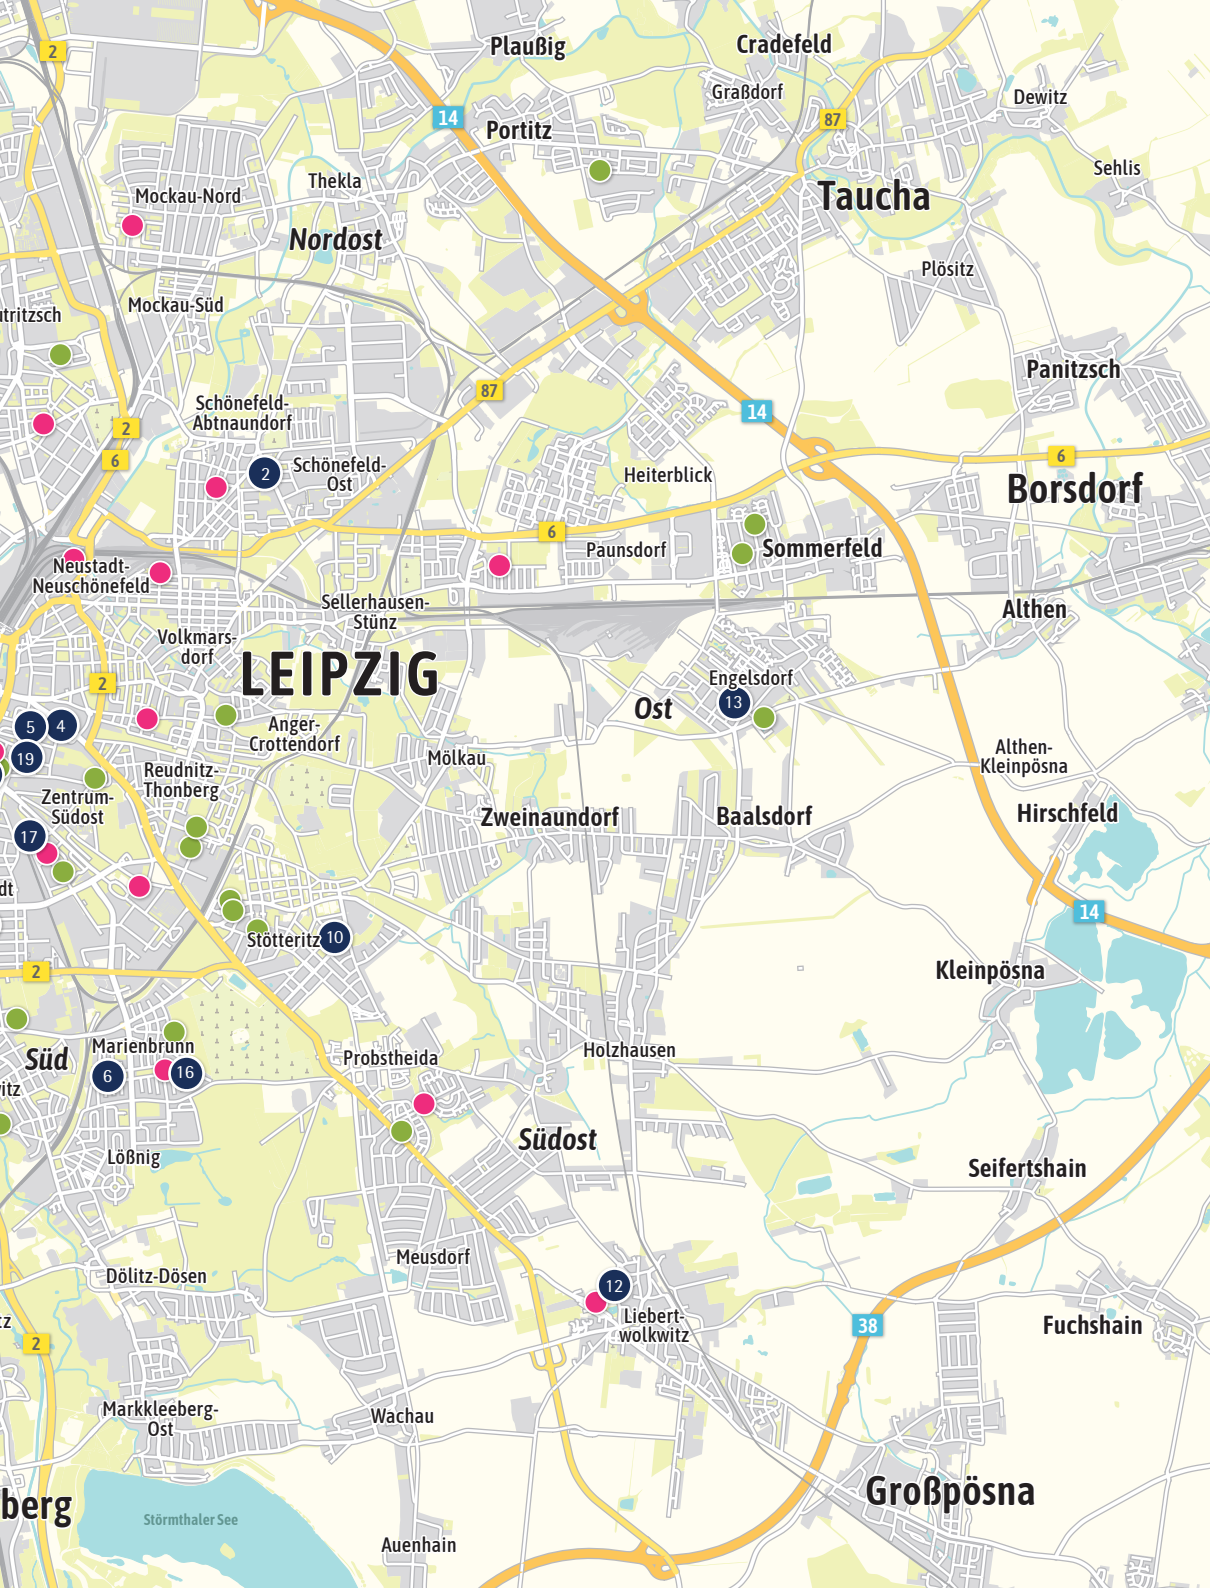 Plaußig
Cradefeld
2
Graßdorf
Dewitz
14
87
Portitz
Sehlis
Thekla
Mockau-Nord
Taucha
Nordost
Plösitz
Mockau-Süd
utritzsch
Panitzsch
87
14
Schönefeld-
Abtnaundorf
2
6
6
2
Schönefeld-
Ost
Heiterblick
Borsdorf
6
Paunsdorf
Sommerfeld
Neustadt-
Neuschönefeld
Sellerhausen-
Stünz
Althen
Volkmars-
dorf
LEIPZIG
Engelsdorf
2
13
Ost
5
4
Anger-
Crottendorf
19
Mölkau
Althen-
Kleinpösna
Reudnitz-
Thonberg
Zentrum-
Südost
Zweinaundorf
Baalsdorf
Hirschfeld
17
dt
14
Stötteritz
10
2
Kleinpösna
Marienbrunn
Süd
Probstheida
Holzhausen
6
16
itz
Südost
Lößnig
Seifertshain
Meusdorf
Dölitz-Dösen
12
Liebert-
wolkwitz
38
Fuchshain
tz
2
Markkleeberg-
Ost
Wachau
berg
Großpösna
Störmthaler See
Auenhain